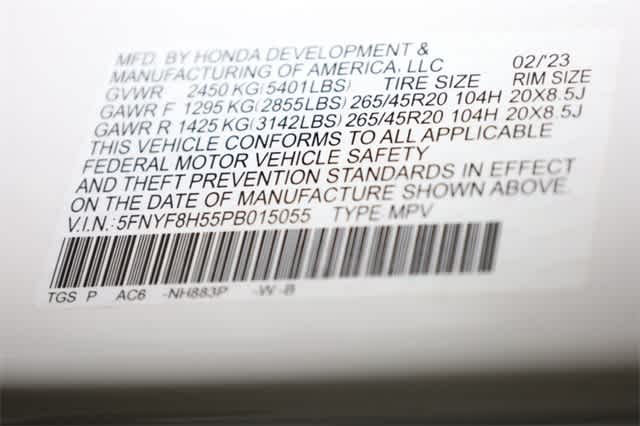 MFD. BY HONDA DEVELOPMENT &
MANUFACTURING OF AMERICA, LLC 02/'23
GVWR 2450 KG(5401LBS) TIRE SIZE RIM SIZE
GAWR F 1295 KG(2855LBS) 265/45R20 104H 20X8.5J
GAWR R 1425 KG(3142LBS) 265/45R20 104H 20X8.5J
THIS VEHICLE CONFORMS TO ALL APPLICABLE
FEDERAL MOTOR VEHICLE SAFETY
AND THEFT PREVENTION STANDARDS IN EFFECT
ON THE DATE OF MANUFACTURE SHOWN ABOVE.
V.I.N.: 5FNYF8H55PB015055 TYPE MPV
TGS P AC6 -NH883P -W-B